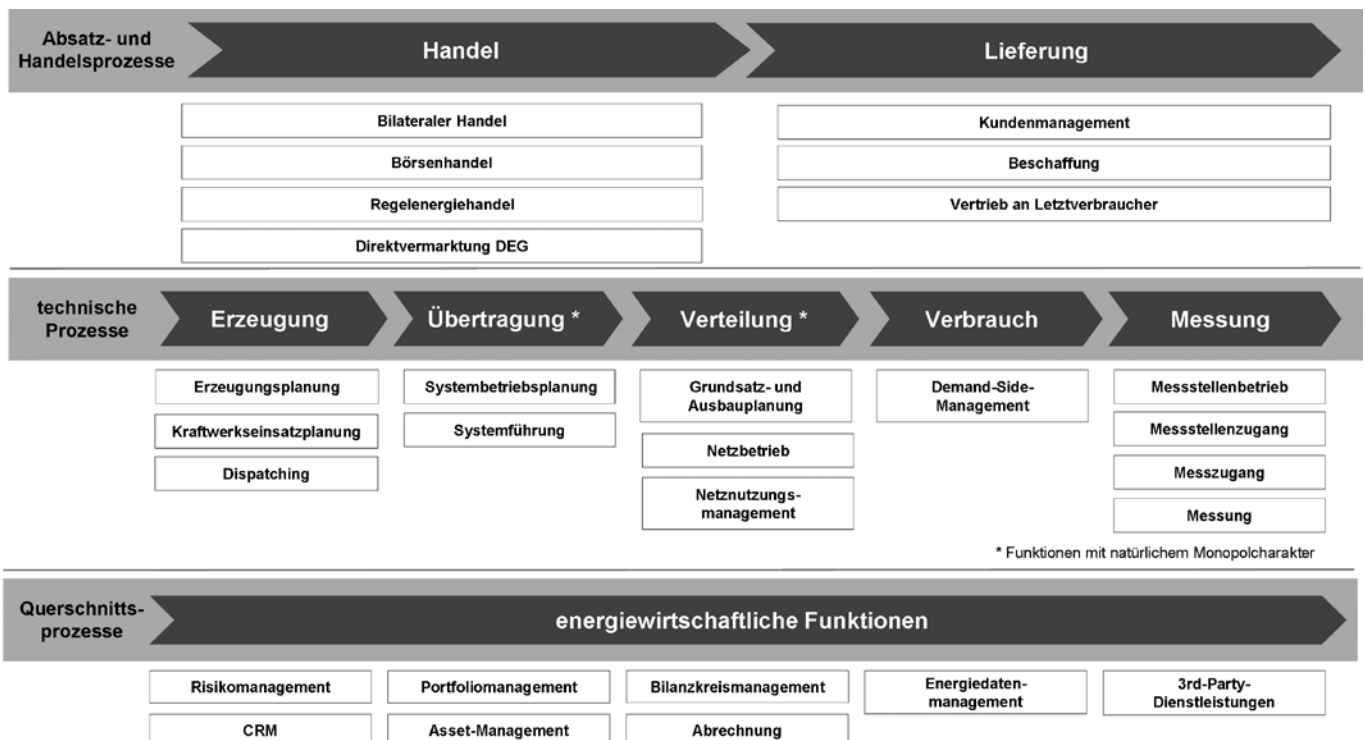 Absatz- und
Handelsprozesse
Handel
Lieferung
Bilateraler Handel
Börsenhandel
Regelenergiehandel
Direktvermarktung DEG
Kundenmanagement
Beschaffung
Vertrieb an Letztverbraucher
technische
Prozesse
Erzeugung
Übertragung *
Verteilung *
Verbrauch
Messung
Erzeugungsplanung
Kraftwerkseinsatzplanung
Dispatching
Systembetriebsplanung
Systemführung
Grundsatz- und
Ausbauplanung
Netzbetrieb
Netznutzungs-
management
Demand-Side-
Management
Messstellenbetrieb
Messstellenzugang
Messzugang
Messung
* Funktionen mit natürlichem Monopolcharakter
Querschnitts-
prozesse
energiewirtschaftliche Funktionen
Risikomanagement
CRM
Portfoliomanagement
Asset-Management
Bilanzkreismanagement
Abrechnung
Energiedaten-
management
3rd-Party-
Dienstleistungen